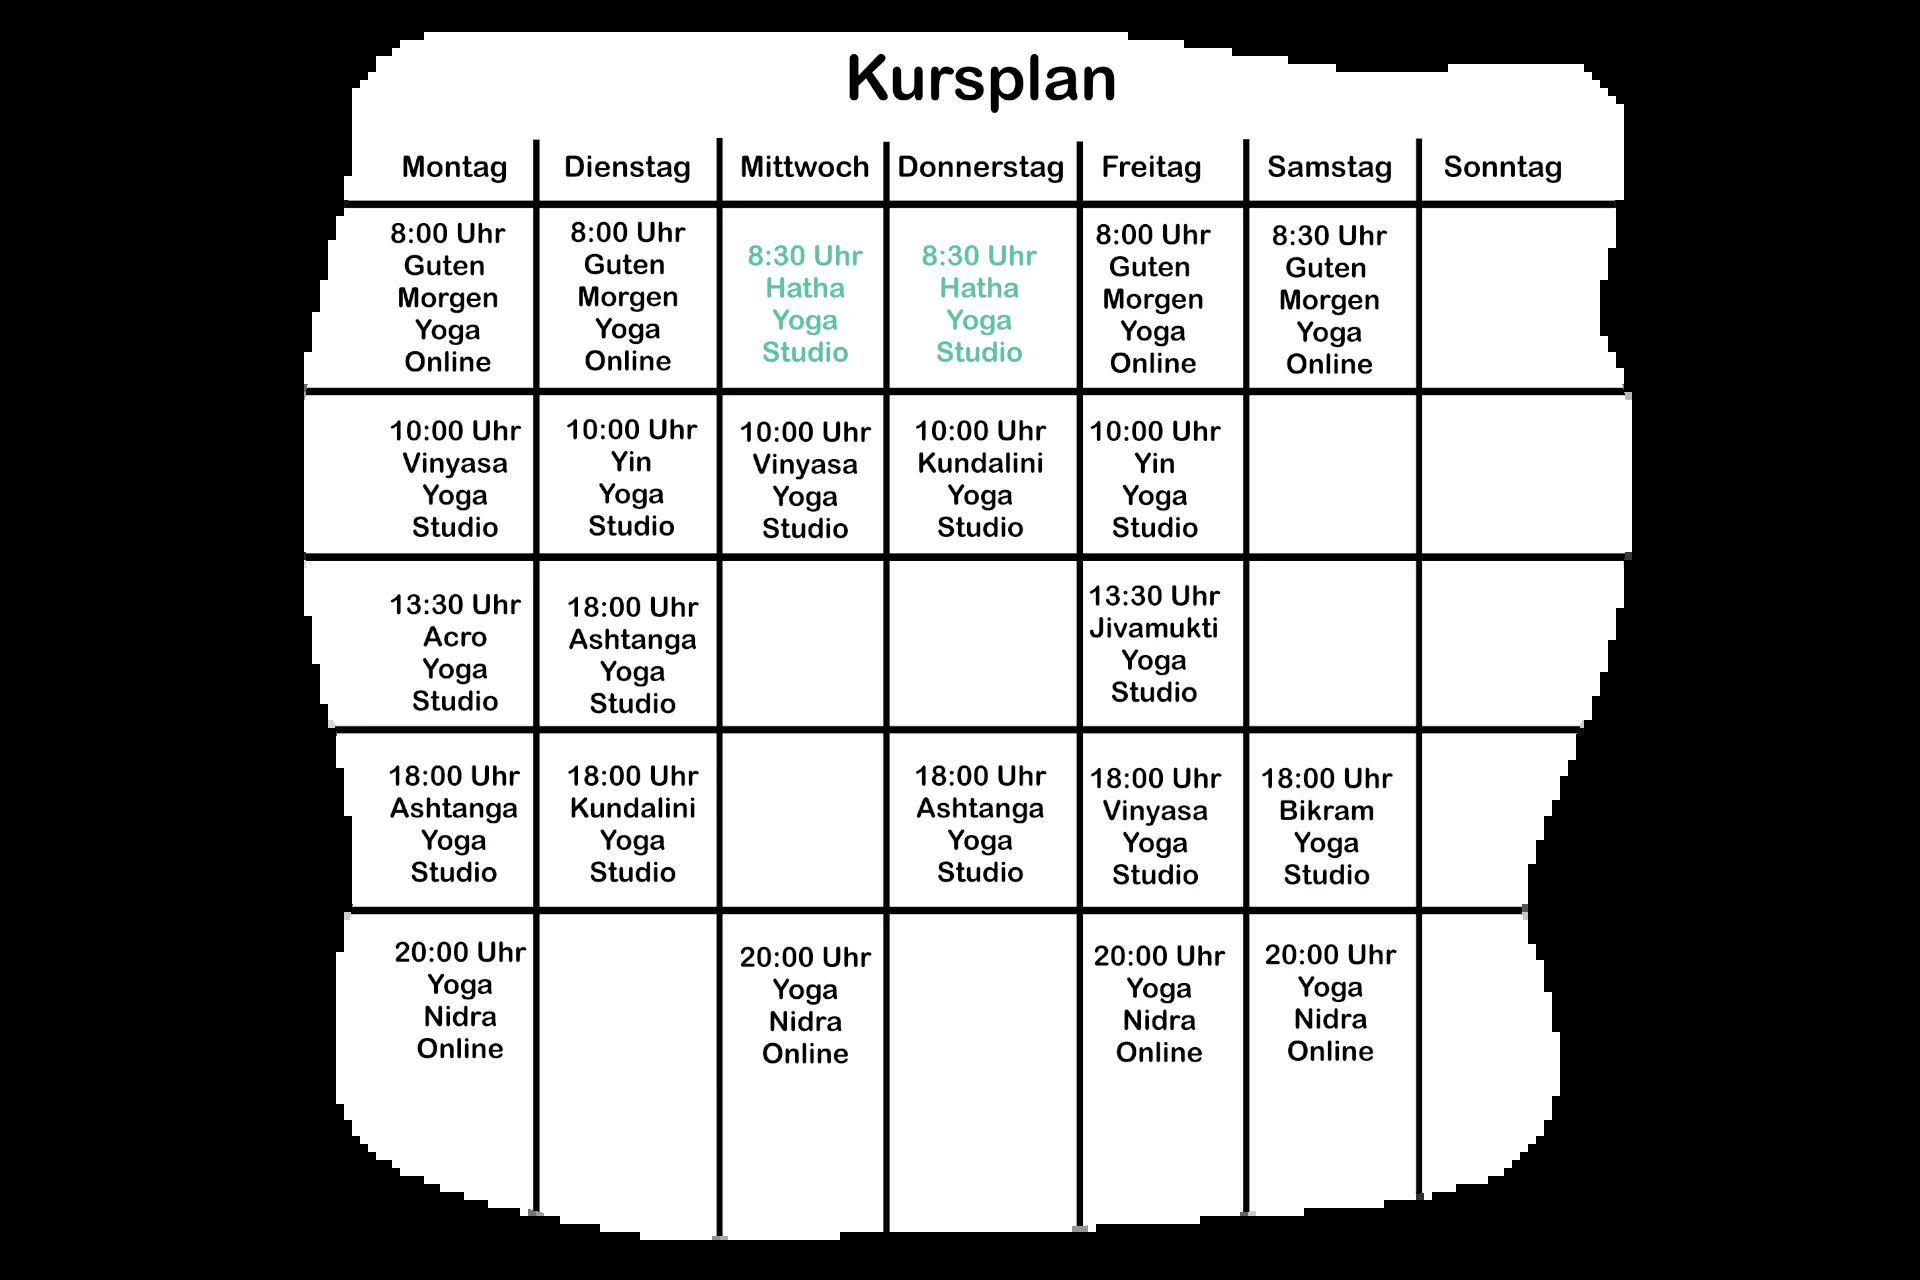 Kursplan
Montag
Dienstag
Mittwoch
Donnerstag
Freitag
Samstag
Sonntag
8:00 Uhr
Guten
Morgen
Yoga
Online
8:00 Uhr
Guten
Morgen
Yoga
Online
8:30 Uhr
Hatha
Yoga
Studio
8:30 Uhr
Hatha
Yoga
Studio
8:00 Uhr
Guten
Morgen
Yoga
Online
8:30 Uhr
Guten
Morgen
Yoga
Online
10:00 Uhr
Vinyasa
Yoga
Studio
10:00 Uhr
Yin
Yoga
Studio
10:00 Uhr
Vinyasa
Yoga
Studio
10:00 Uhr
Kundalini
Yoga
Studio
10:00 Uhr
Yin
Yoga
Studio
13:30 Uhr
Acro
Yoga
Studio
18:00 Uhr
Ashtanga
Yoga
Studio
13:30 Uhr
Jivamukti
Yoga
Studio
18:00 Uhr
Ashtanga
Yoga
Studio
18:00 Uhr
Kundalini
Yoga
Studio
18:00 Uhr
Ashtanga
Yoga
Studio
18:00 Uhr
Vinyasa
Yoga
Studio
18:00 Uhr
Bikram
Yoga
Studio
20:00 Uhr
Yoga
Nidra
Online
20:00 Uhr
Yoga
Nidra
Online
20:00 Uhr
Yoga
Nidra
Online
20:00 Uhr
Yoga
Nidra
Online